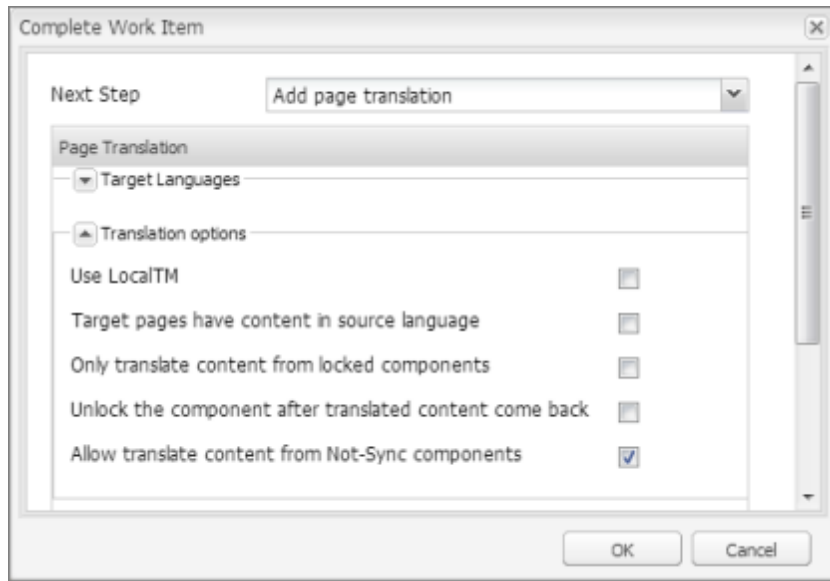 Complete Work Item
Next Step
Add page translation
Page Translation
Target Languages
Translation options
Use LocalTM
Target pages have content in source language
Only translate content from locked components
Unlock the component after translated content come back
Allow translate content from Not-Sync components
OK
Cancel